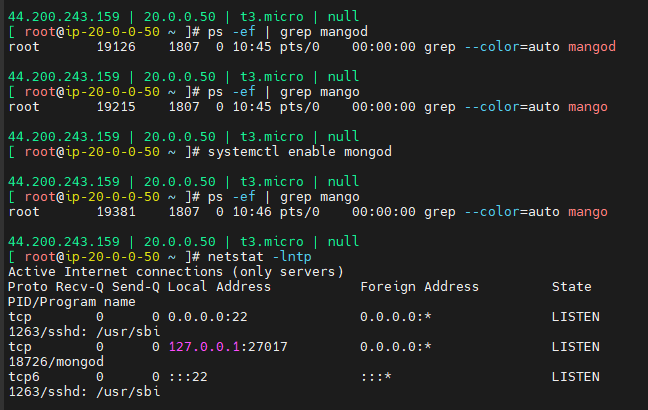 44.200.243.159 | 20.0.0.50 | t3.micro | null
[ root@ip-20-0-0-50 ~ ]# ps -ef | grep mangod
root      19126    1807  0 10:45 pts/0    00:00:00 grep --color=auto mangod
44.200.243.159 | 20.0.0.50 | t3.micro | null
[ root@ip-20-0-0-50 ~ ]# ps -ef | grep mango
root      19215    1807  0 10:45 pts/0    00:00:00 grep --color=auto mango
44.200.243.159 | 20.0.0.50 | t3.micro | null
[ root@ip-20-0-0-50 ~ ]# systemctl enable mongod
44.200.243.159 | 20.0.0.50 | t3.micro | null
[ root@ip-20-0-0-50 ~ ]# ps -ef | grep mango
root      19381    1807  0 10:46 pts/0    00:00:00 grep --color=auto mango
44.200.243.159 | 20.0.0.50 | t3.micro | null
[ root@ip-20-0-0-50 ~ ]# netstat -lntp
Active Internet connections (only servers)
Proto Recv-Q Send-Q Local Address           Foreign Address         State
PID/Program name
tcp        0      0 0.0.0.0:22              0.0.0.0:*               LISTEN
1263/sshd: /usr/sbi
tcp        0      0 127.0.0.1:27017         0.0.0.0:*               LISTEN
18726/mongod
tcp6       0      0 :::22                   :::*                    LISTEN
1263/sshd: /usr/sbi